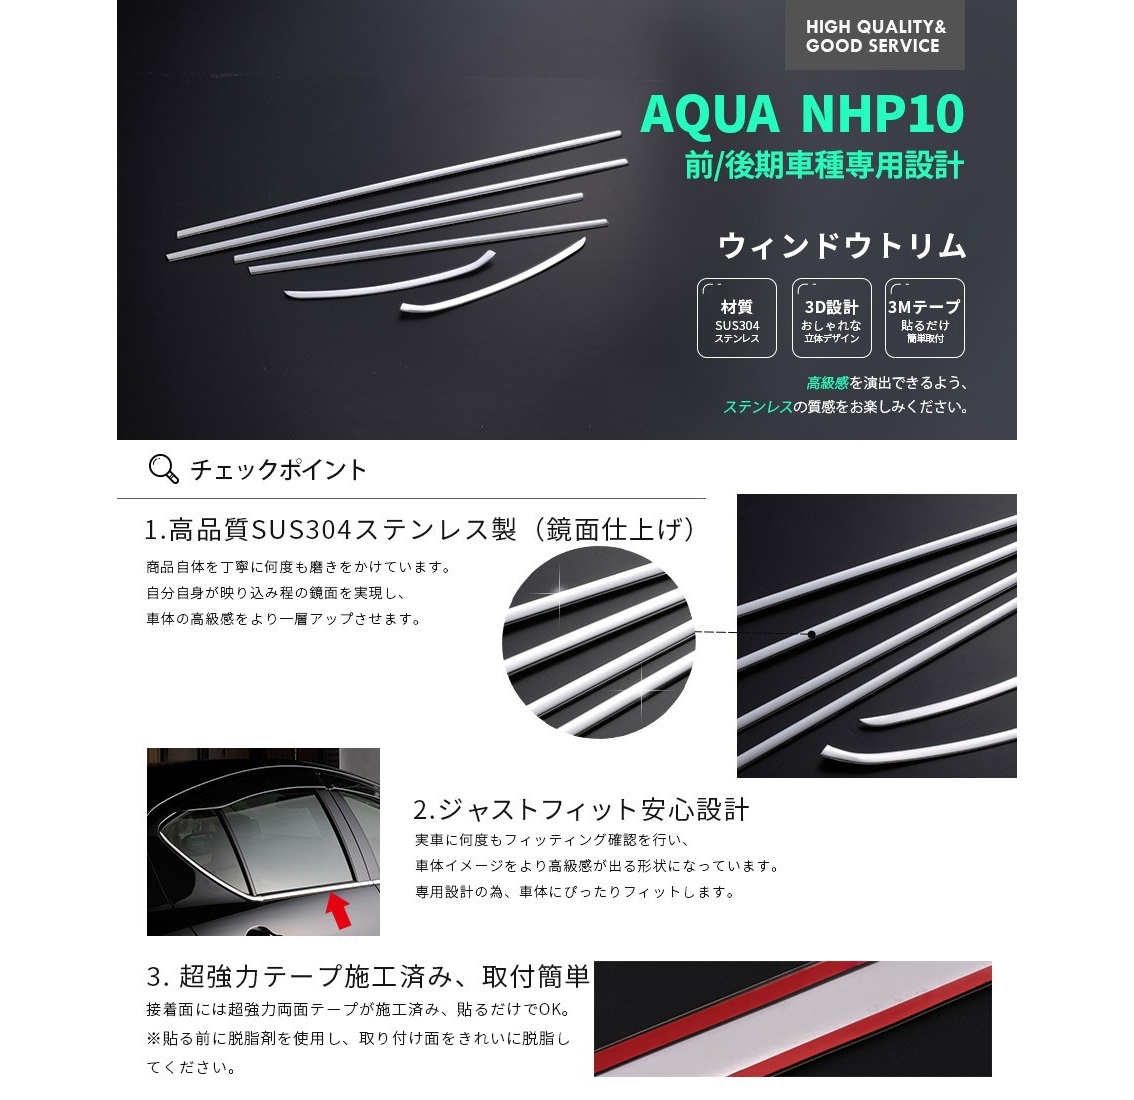 HIGH QUALITY&
GOOD SERVICE
AQUA NHP10
前/後期車種専用設計
ウィンドウトリム
材質
SUS304
ステンレス
3D設計
おしゃれな
立体デザイン
3Mテープ
貼るだけ
簡単取付
高級感を演出できるよう、
ステンレスの質感をお楽しみください。
チェックポイント
1.高品質SUS304ステンレス製（鏡面仕上げ）
商品自体を丁寧に何度も磨きをかけています。
自分自身が映り込み程の鏡面を実現し、
車体の高級感をより一層アップさせます。
2.ジャストフィット安心設計
実車に何度もフィッティング確認を行い、
車体イメージをより高級感が出る形状になっています。
専用設計の為、車体にぴったりフィットします。
3. 超強力テープ施工済み、取付簡単
接着面には超強力両面テープが施工済み、貼るだけでOK。
※貼る前に脱脂剤を使用し、取り付け面をきれいに脱脂し
てください。